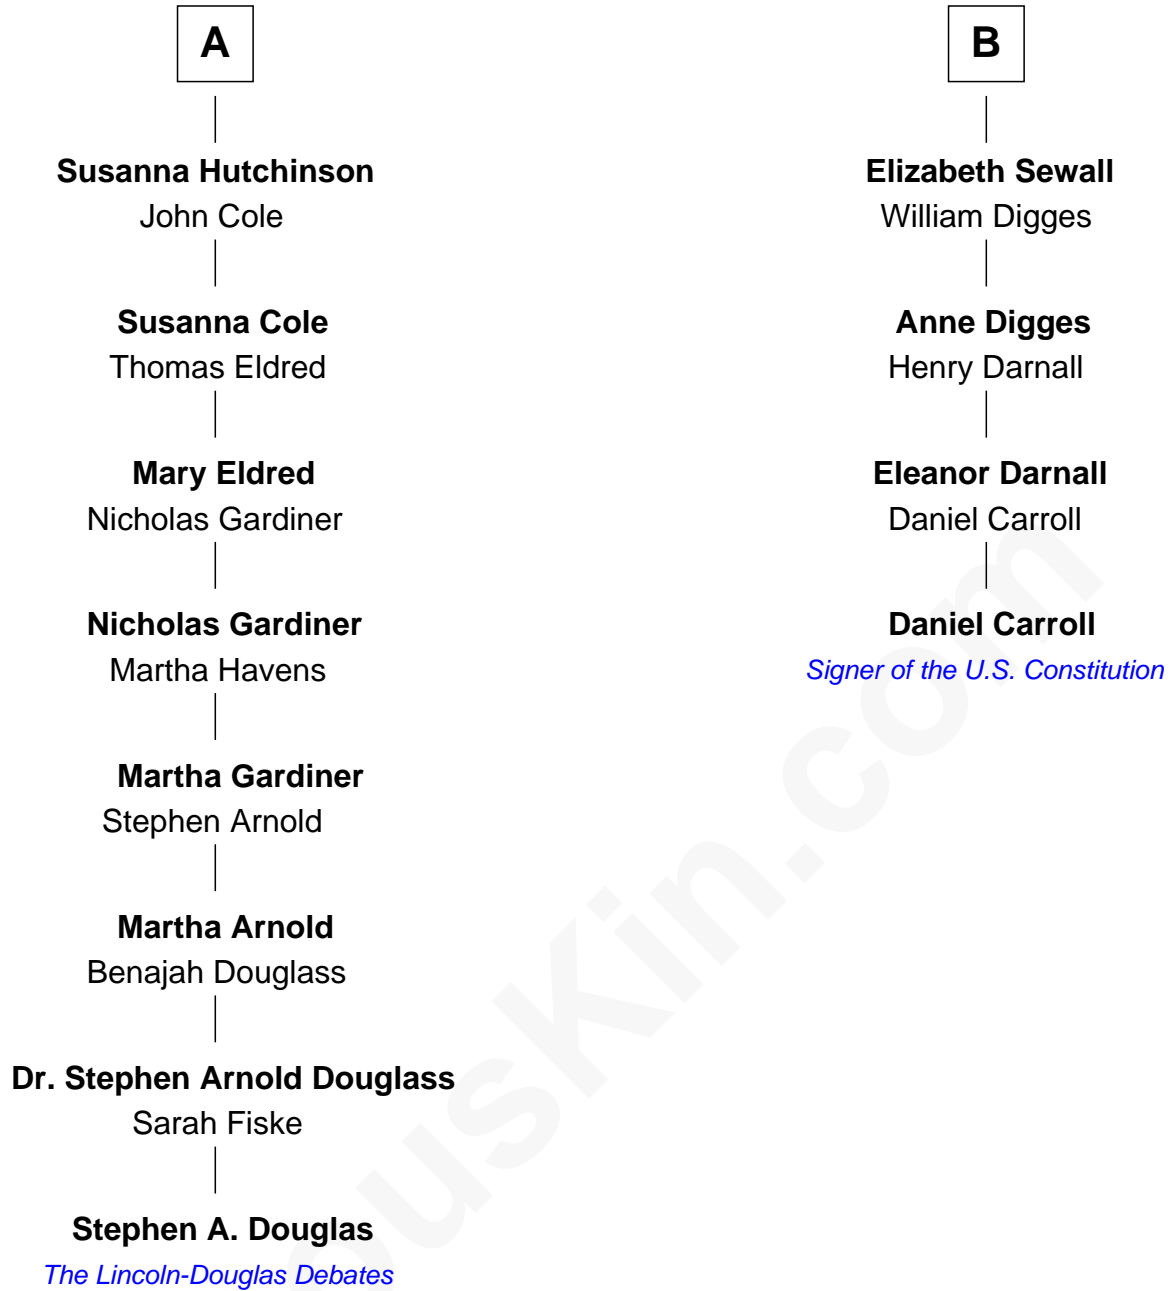 A
Susanna Hutchinson
John Cole
Susanna Cole
Thomas Eldred
Mary Eldred
Nicholas Gardiner
Nicholas Gardiner
Martha Havens
Martha Gardiner
Stephen Arnold
Martha Arnold
Benajah Douglass
Dr. Stephen Arnold Douglass
Sarah Fiske
Stephen A. Douglas
The Lincoln-Douglas Debates
B
Elizabeth Sewall
William Digges
Anne Digges
Henry Darnall
Eleanor Darnall
Daniel Carroll
Daniel Carroll
Signer of the U.S. Constitution
ousKin.com